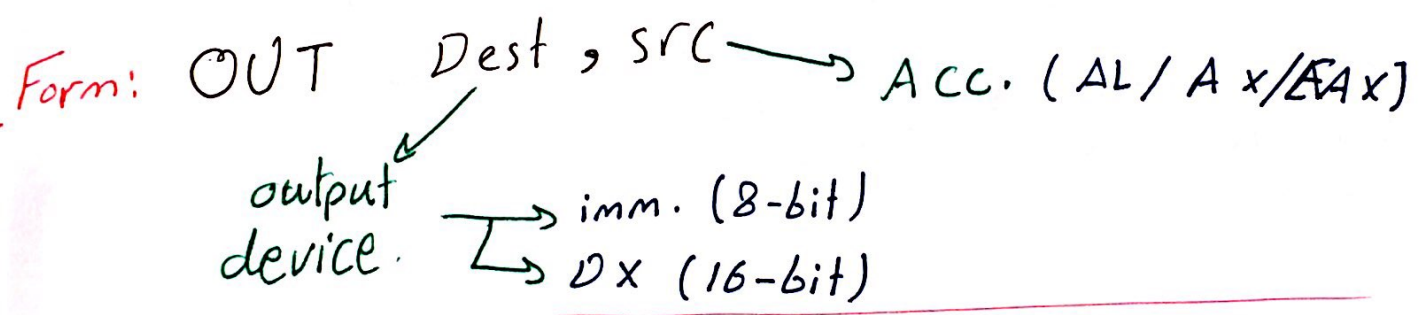 Form: OUT Dest , src → Acc. (AL/Ax/EAx)
output → imm. (8-bit)
device. → DX (16-bit)